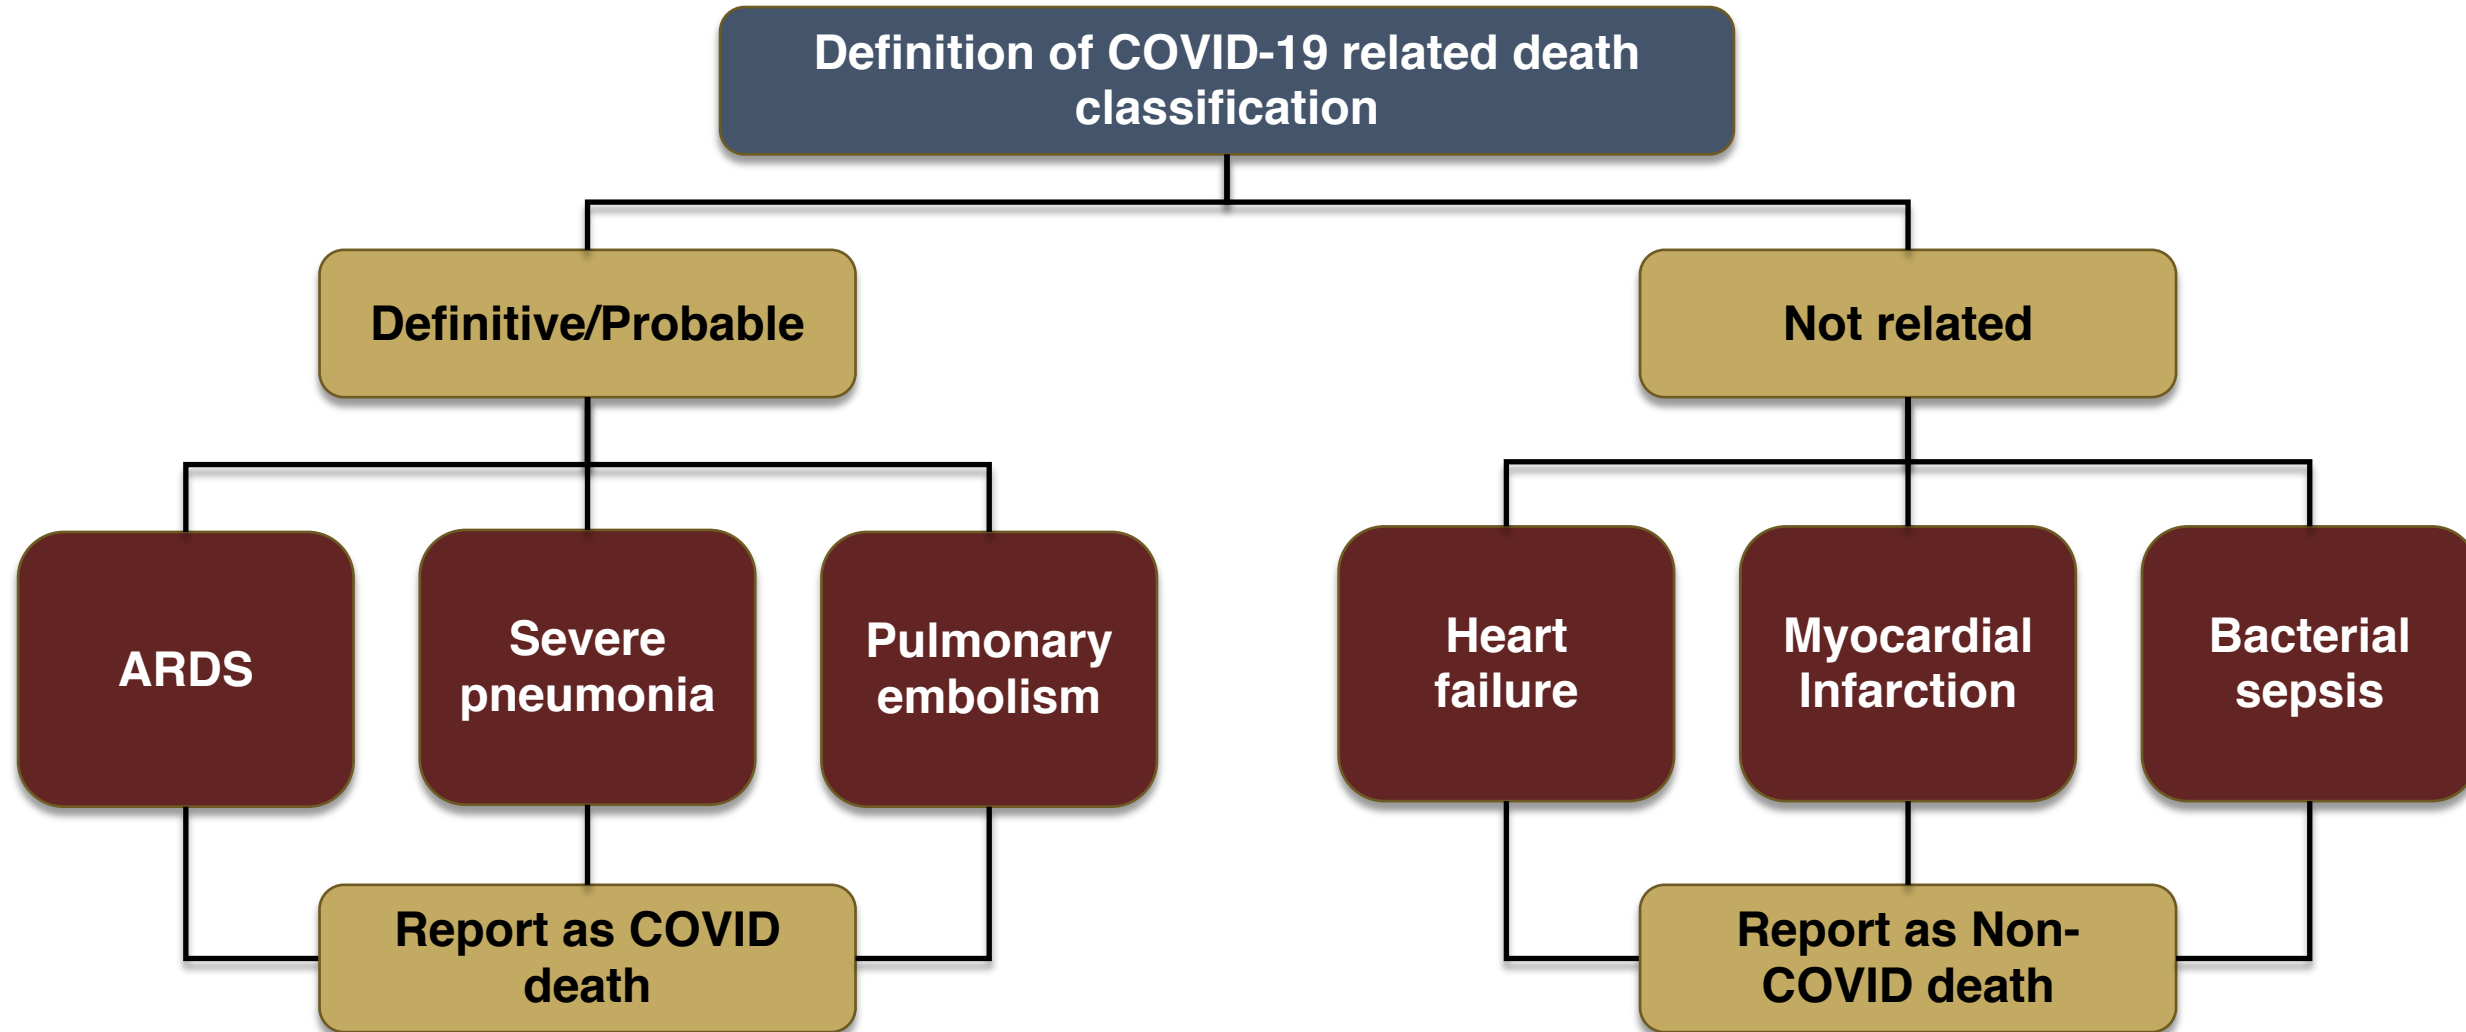 Definition of COVID-19 related death
classification
Definitive/Probable
Not related
ARDS
Severe
pneumonia
Pulmonary
embolism
Heart
failure
Myocardial
Infarction
Bacterial
sepsis
Report as COVID
death
Report as Non-
COVID death